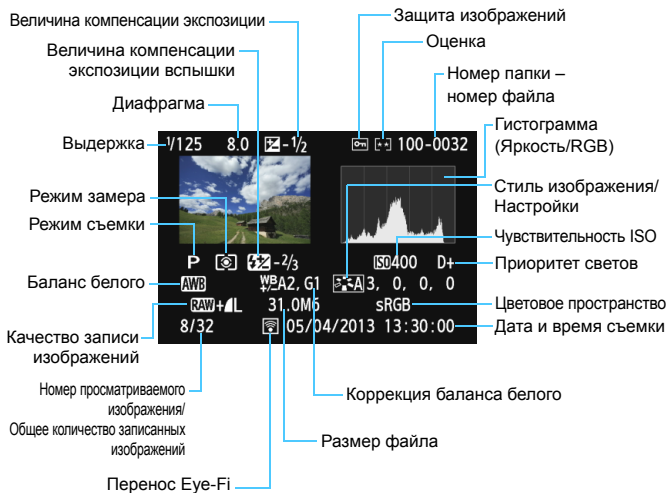 Величина компенсации экспозиции
Защита изображений
Величина компенсации
экспозиции вспышки
Оценка
Номер папки –
номер файла
Диафрагма
Гистограмма
(Яркость/RGB)
Выдержка
1/125 8.0 -1/2 100-0032
Режим замера
Стиль изображения/
Настройки
Режим съемки
Чувствительность ISO
P -2/3 ISO 400 D+
Приоритет светов
Баланс белого
AWB WB+/- A2, G1 A 3, 0, 0, 0
RAW+L 31.0Мб sRGB
Цветовое пространство
8/32 05/04/2013 13:30:00
Дата и время съемки
Качество записи
изображений
Номер просматриваемого
изображения/
Общее количество записанных
изображений
Коррекция баланса белого
Размер файла
Перенос Eye-Fi